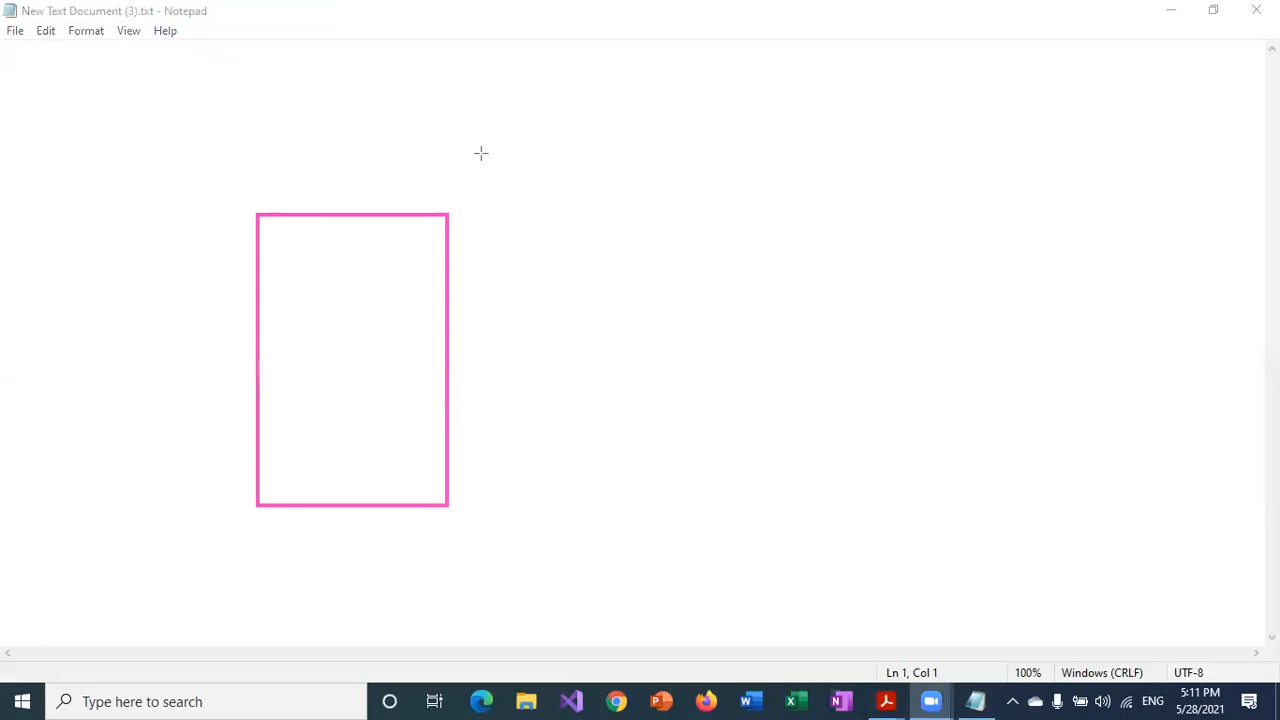 New Text Document (3).txt - Notepad
File Edit Format View Help
Ln 1, Col 1 100% Windows (CRLF) UTF-8
Type here to search
ENG
5:11 PM
5/28/2021